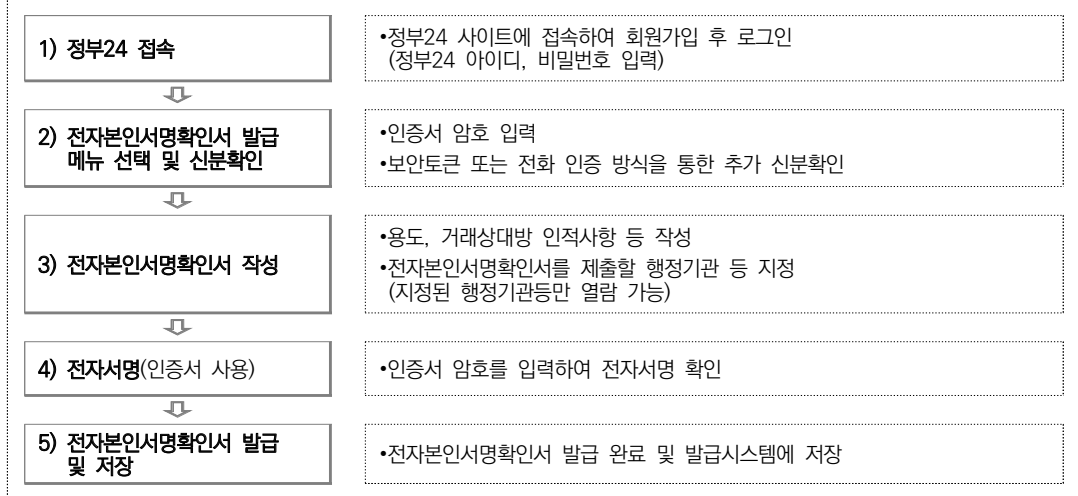 1) 정부24 접속
•정부24 사이트에 접속하여 회원가입 후 로그인
(정부24 아이디, 비밀번호 입력)
2) 전자본인서명확인서 발급
메뉴 선택 및 신분확인
•인증서 암호 입력
•보안토큰 또는 전화 인증 방식을 통한 추가 신분확인
3) 전자본인서명확인서 작성
•용도, 거래상대방 인적사항 등 작성
•전자본인서명확인서를 제출할 행정기관 등 지정
(지정된 행정기관등만 열람 가능)
4) 전자서명(인증서 사용)
•인증서 암호를 입력하여 전자서명 확인
5) 전자본인서명확인서 발급
및 저장
•전자본인서명확인서 발급 완료 및 발급시스템에 저장